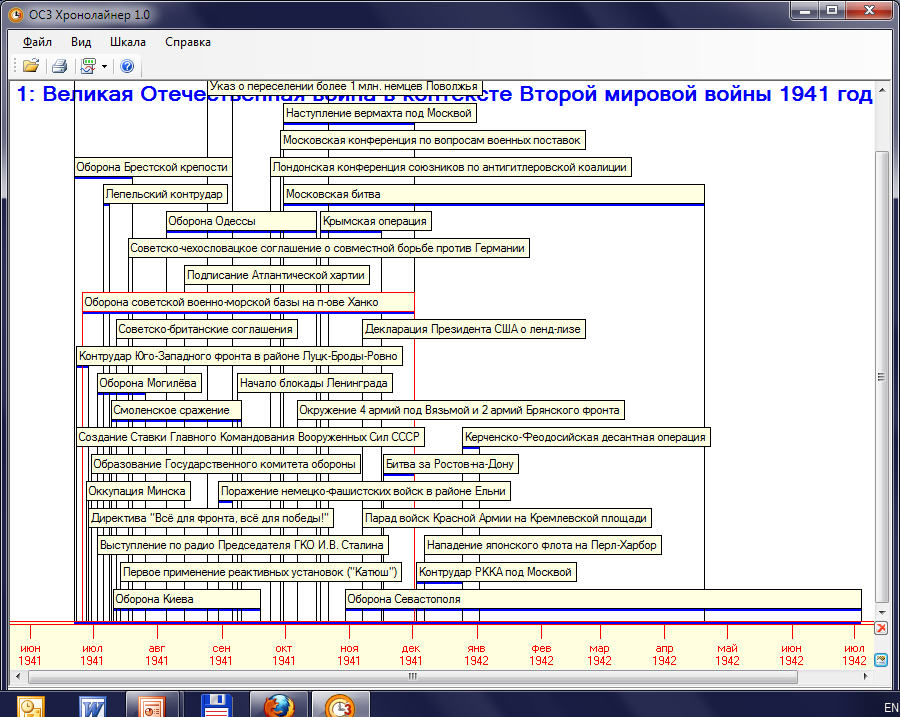 ОСЗ Хронолайнер 1.0
Файл Вид Шкала Справка
Указ о переселении более 1 млн. немцев Поволжья
1: Великая Отечественная война в контексте Второй мировой войны 1941 год
Наступление вермахта под Москвой
Московская конференция по вопросам военных поставок
Оборона Брестской крепости Лондонская конференция союзников по антигитлеровской коалиции
Лепельский контрудар Московская битва
Оборона Одессы Крымская операция
Советско-чехословацкое соглашение о совместной борьбе против Германии
Подписание Атлантической хартии
Оборона советской военно-морской базы на п-ове Ханко
Советско-британские соглашения Декларация Президента США о ленд-лизе
Контрудар Юго-Западного фронта в районе Луцк-Броды-Ровно
Оборона Могилёва Начало блокады Ленинграда
Смоленское сражение Окружение 4 армий под Вязьмой и 2 армий Брянского фронта
Создание Ставки Главного Командования Вооруженных Сил СССР Керченско-Феодосийская десантная операция
Образование Государственного комитета обороны Битва за Ростов-на-Дону
Оккупация Минска Поражение немецко-фашистских войск в районе Ельни
Директива "Всё для фронта, всё для победы!" Парад войск Красной Армии на Кремлевской площади
Выступление по радио Председателя ГКО И.В. Сталина Нападение японского флота на Перл-Харбор
Первое применение реактивных установок ("Катюш") Контрудар РККА под Москвой
Оборона Киева Оборона Севастополя
июн июл авг сен окт ноя дек янв фев мар апр май июн июл
1941 1941 1941 1941 1941 1941 1941 1942 1942 1942 1942 1942 1942 1942
EN